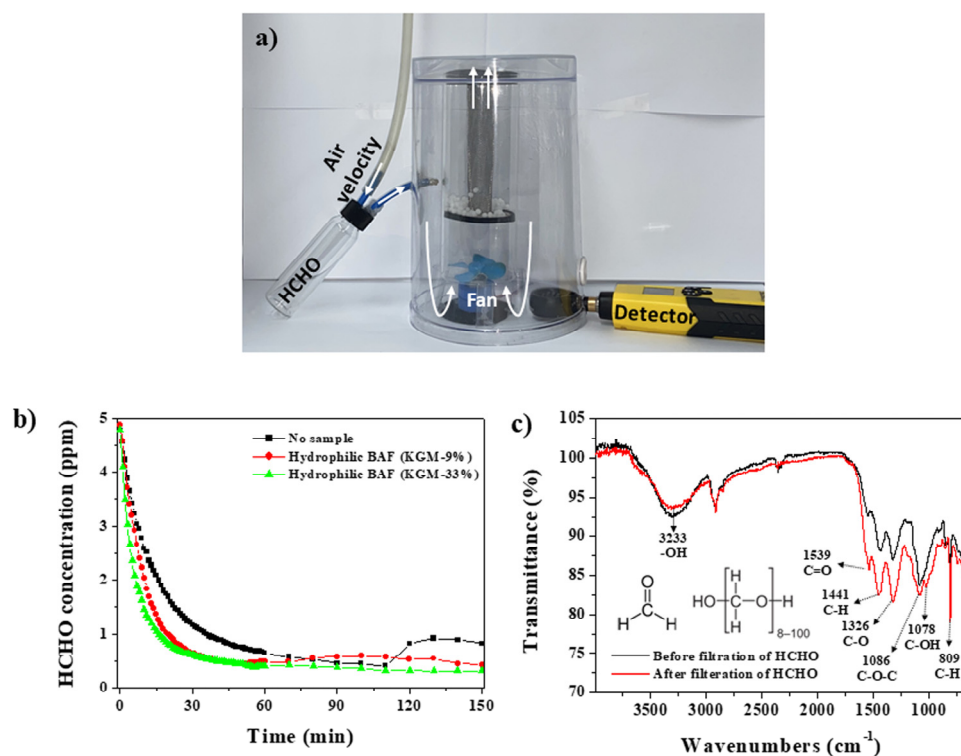 a)
Air
velocity
HCHO
Fan
Detector
b)
HCHO concentration (ppm)
5
4
3
2
1
0
No sample
Hydrophilic BAF (KGM-9%)
Hydrophilic BAF (KGM-33%)
0 30 60 90 120 150
Time (min)
c)
Transmittance (%)
105
100
95
90
85
80
75
70
3233
-OH
1539
C=O
1441
C-H
1326
C-O
1086
C-O-C
1078
C-OH
809
C-H
O
H H
H
HO C O H
H
8–100
Before filtration of HCHO
After filteration of HCHO
3500 3000 2500 2000 1500 1000
Wavenumbers (cm⁻¹)